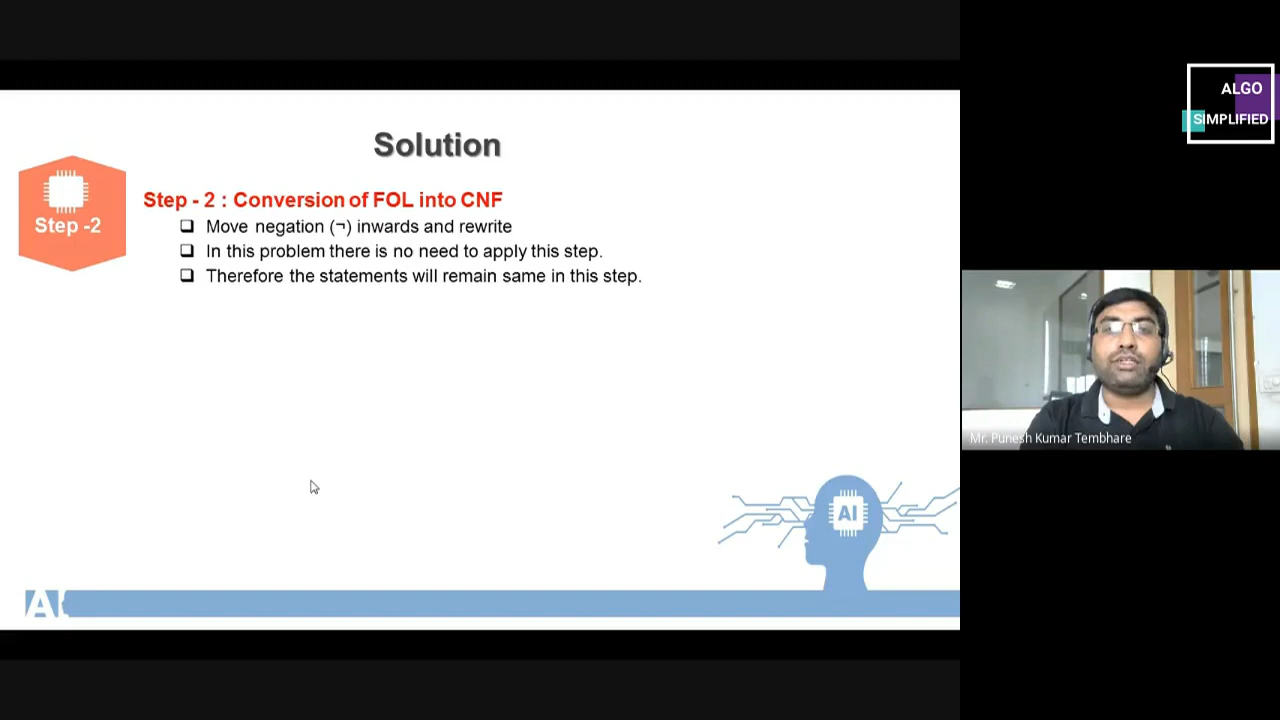 Solution
Step -2
Step - 2 : Conversion of FOL into CNF
Move negation (¬) inwards and rewrite
In this problem there is no need to apply this step.
Therefore the statements will remain same in this step.
AI
ALGO
SIMPLIFIED
Mr. Punesh Kumar Tembhare